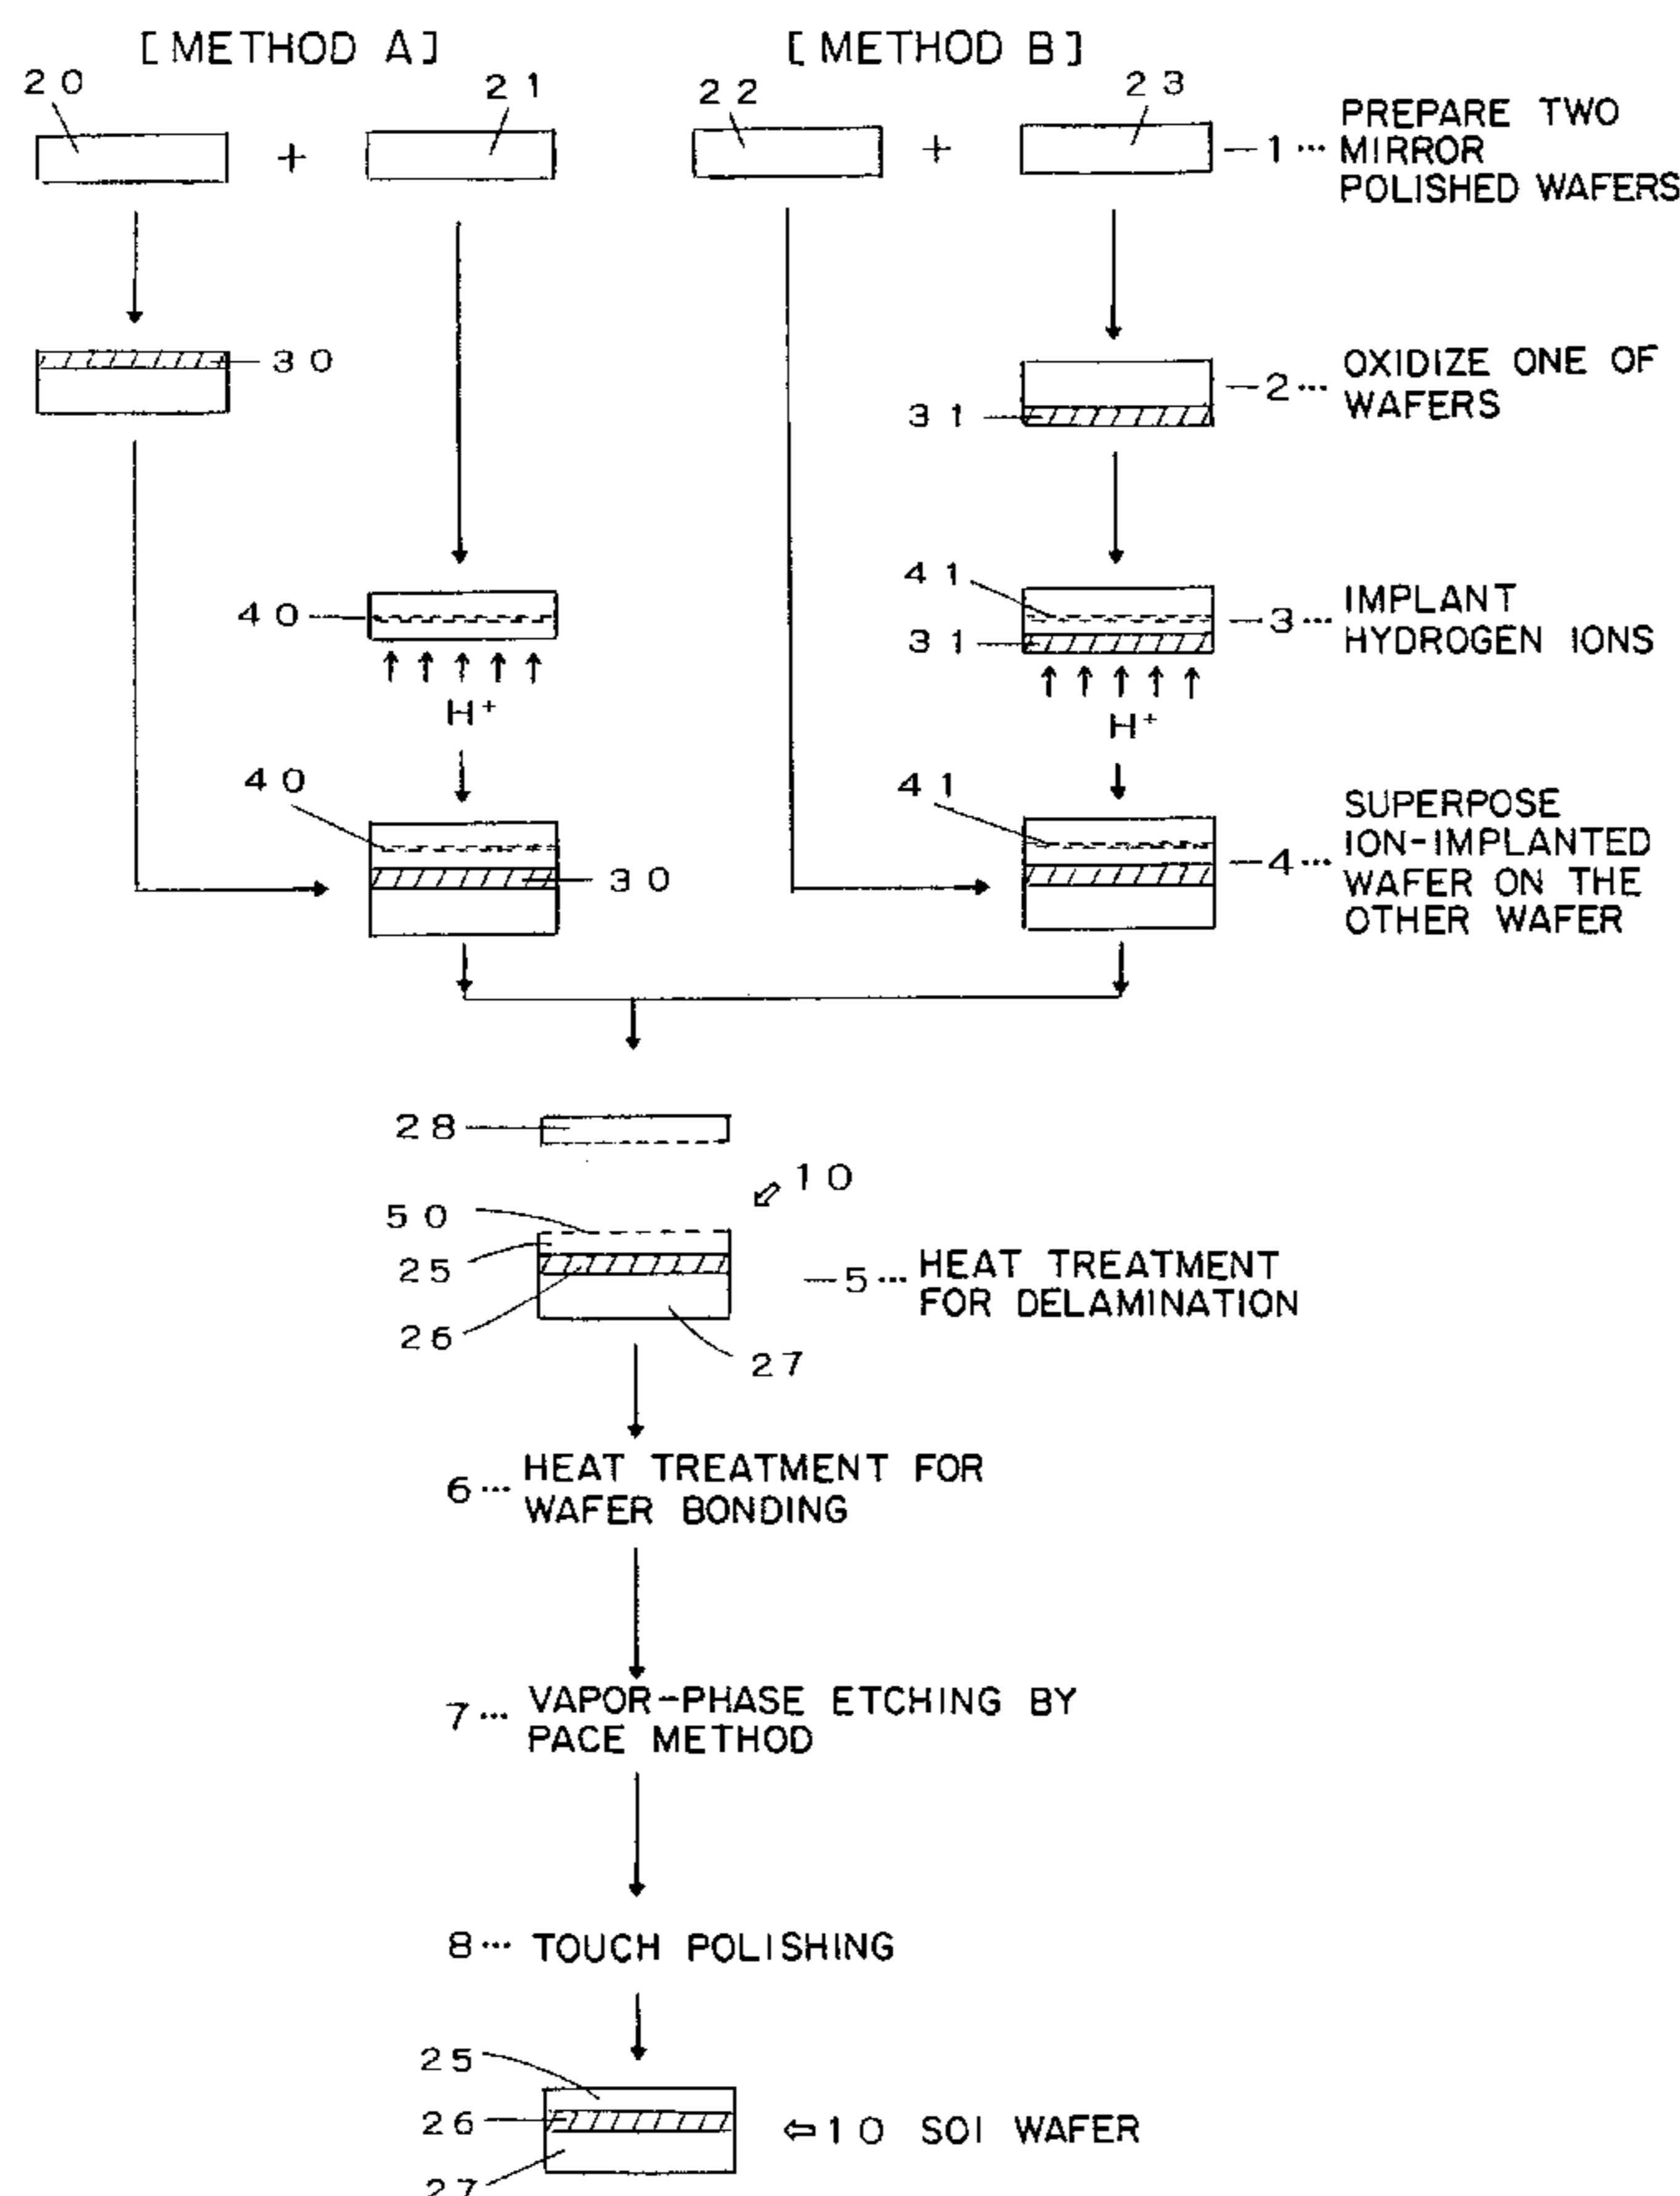 [METHOD A]
[METHOD B]
20
21
22
23
+
+
1… PREPARE TWO
MIRROR
POLISHED WAFERS
30
31
2… OXIDIZE ONE OF
WAFERS
40
41
31
3… IMPLANT
HYDROGEN IONS
H+
H+
40
30
41
4… SUPERPOSE
ION-IMPLANTED
WAFER ON THE
OTHER WAFER
28
10
50
25
26
27
5… HEAT TREATMENT
FOR DELAMINATION
6… HEAT TREATMENT FOR
WAFER BONDING
7… VAPOR-PHASE ETCHING BY
PACE METHOD
8… TOUCH POLISHING
25
26
27
10 SOI WAFER